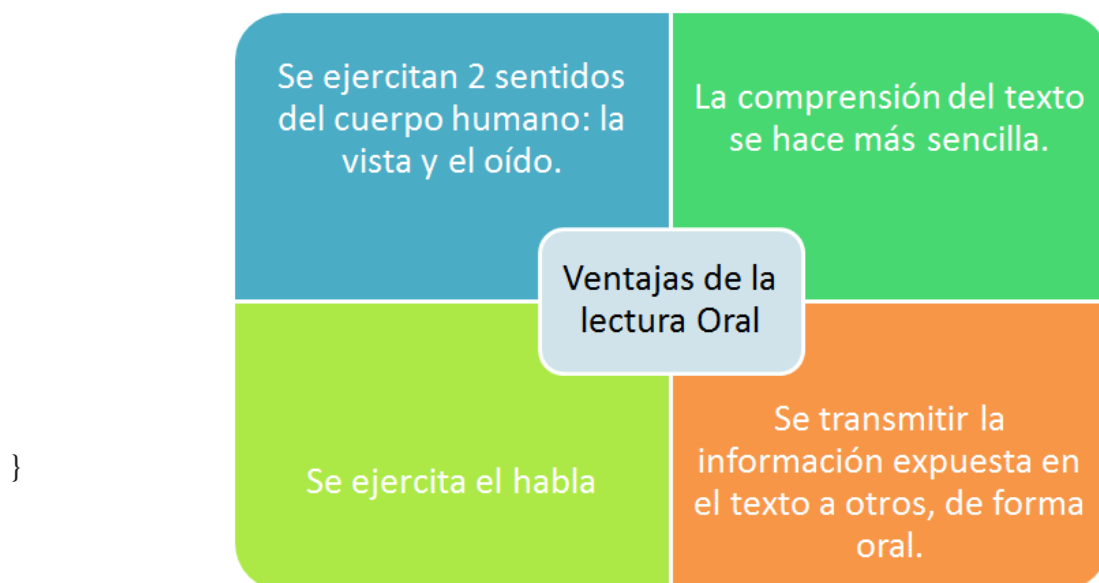 Se ejercitan 2 sentidos
del cuerpo humano: la
vista y el oído.
La comprensión del texto
se hace más sencilla.
Ventajas de la
lectura Oral
}
Se ejercita el habla
Se transmitir la
información expuesta en
el texto a otros, de forma
oral.